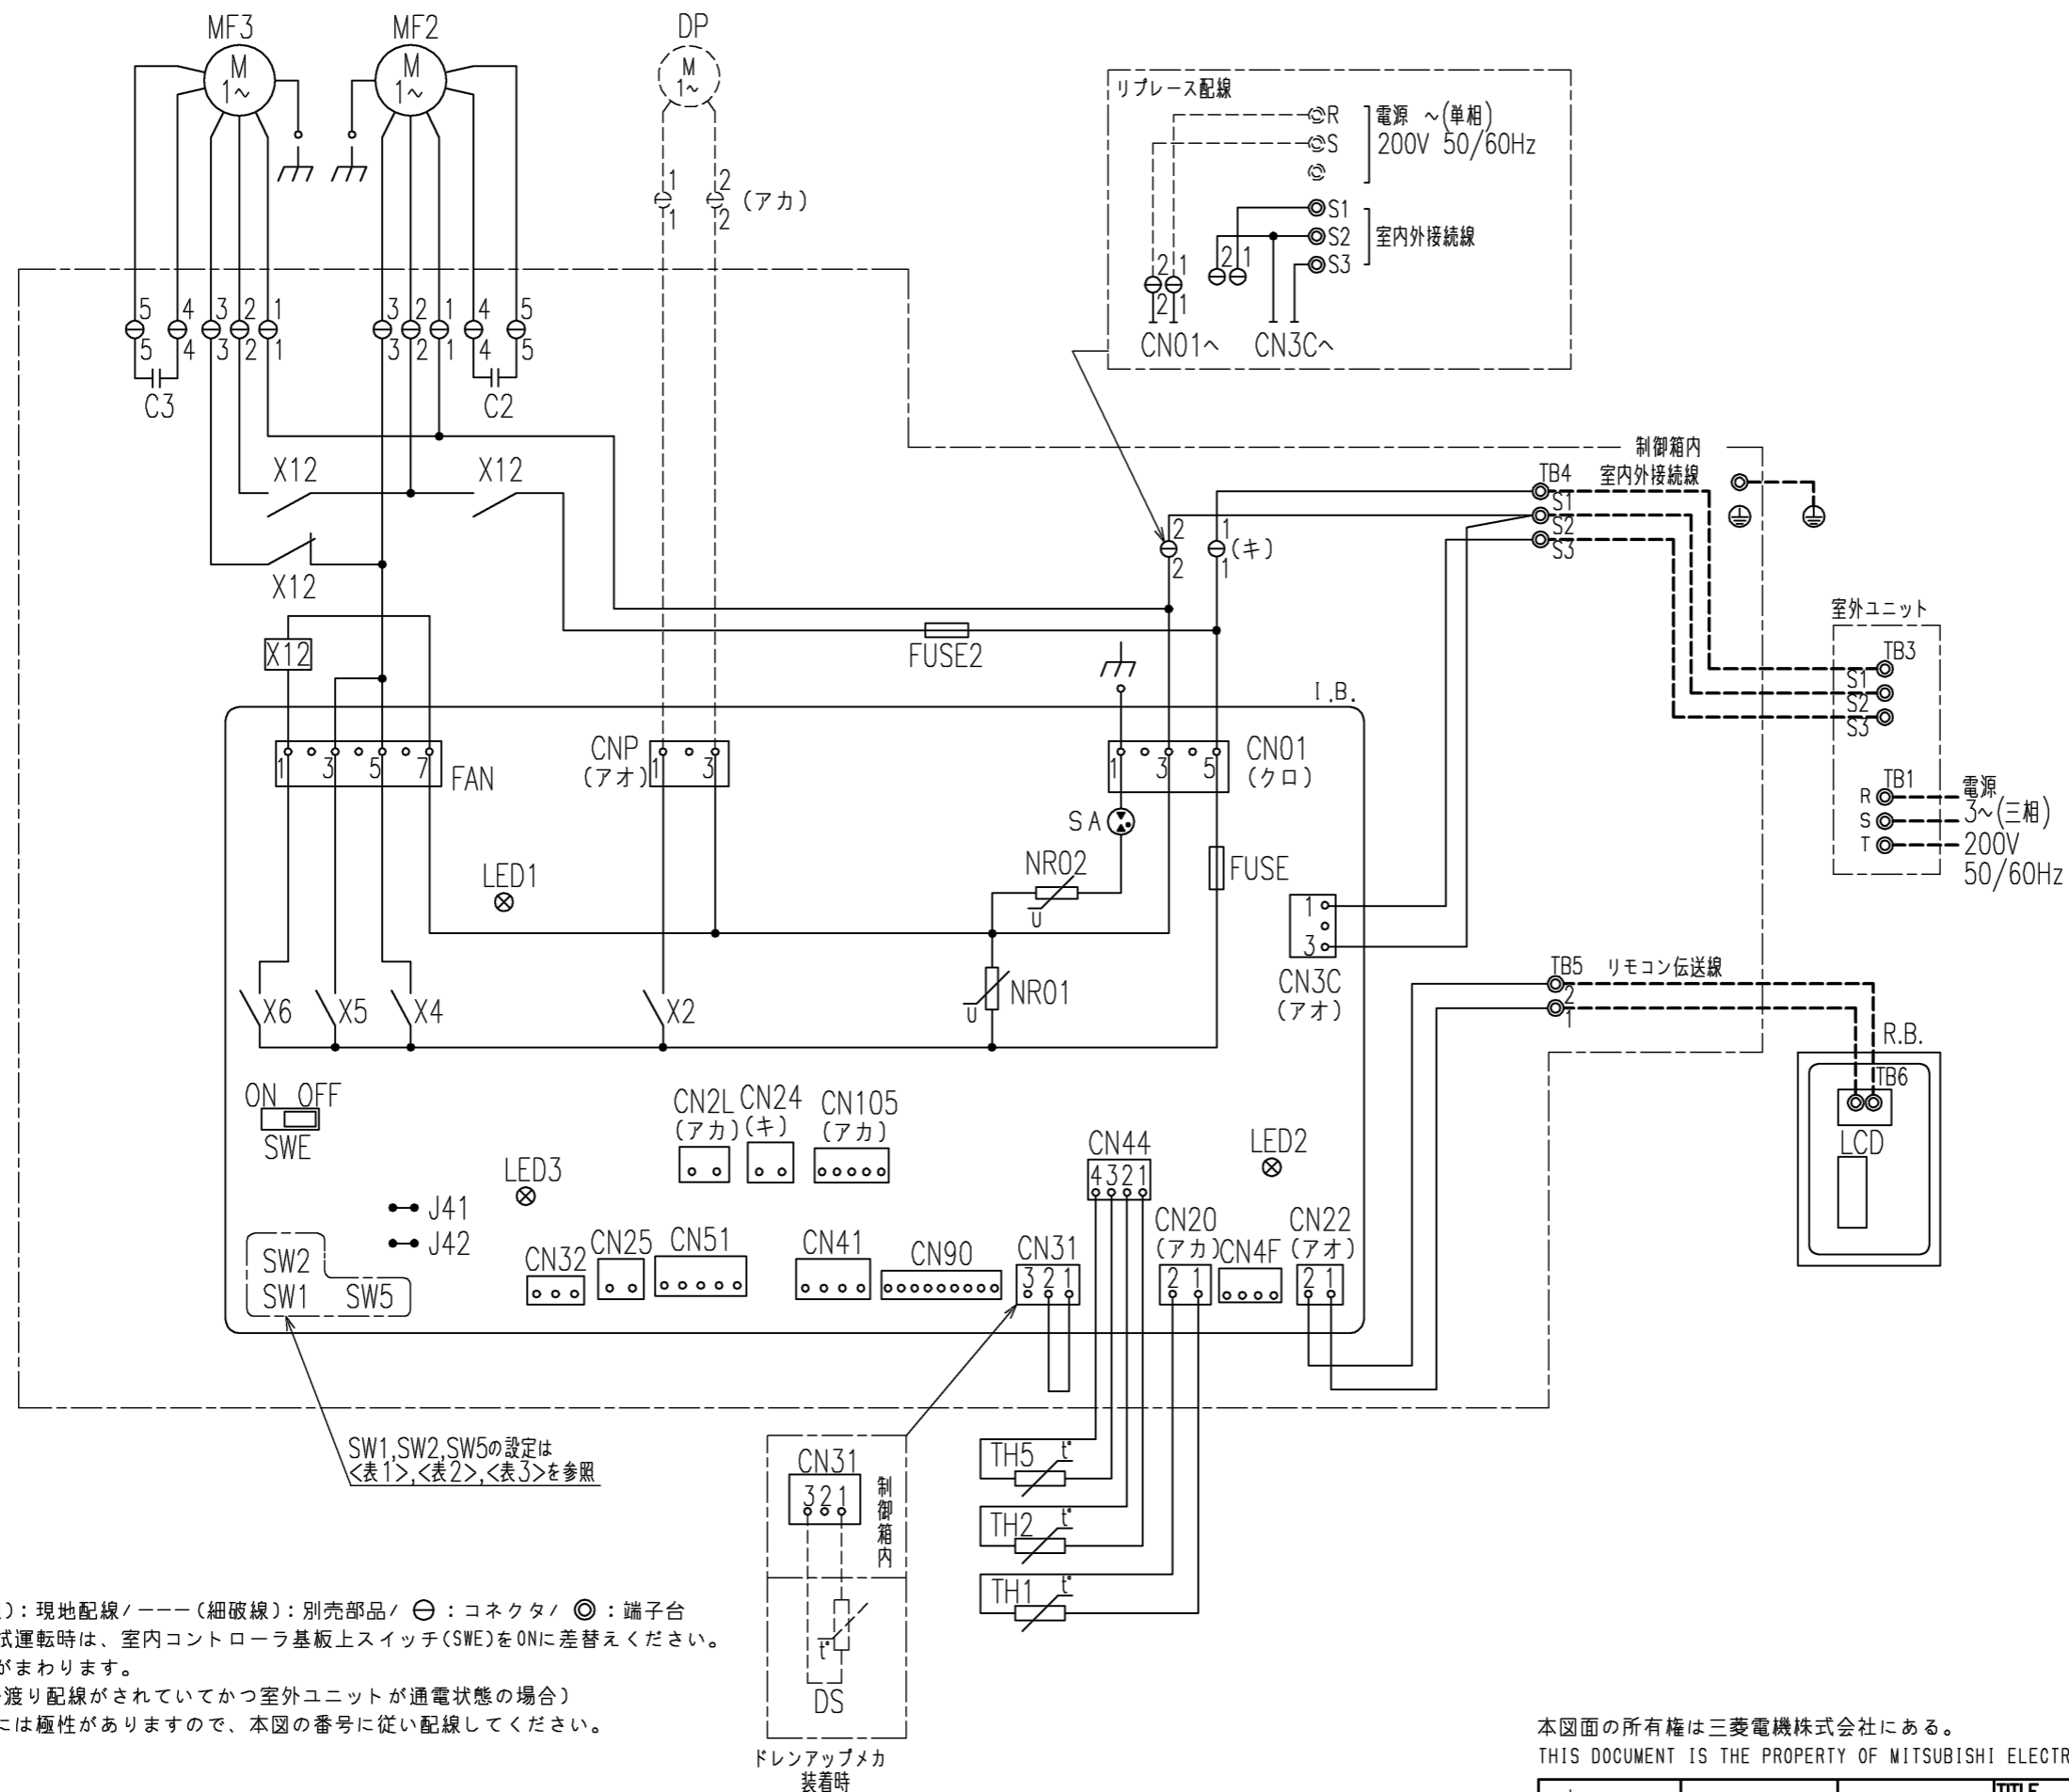 MF3
M
1~
MF2
M
1~
DP
M
1~
1
2
(アカ)
1
2
リプレース配線
R
S
電源 ~(単相)
200V 50/60Hz
S1
S2
S3
室内外接続線
2 1
2 1
2 1
CN01へ
CN3Cへ
5 4 3 2 1
5 4 3 2 1
3 2 1 4 5
3 2 1 4 5
C3
C2
X12
X12
X12
X12
制御箱内
TB4
室内外接続線
S1
S2
S3
2
2
1
1
(キ)
FUSE2
室外ユニット
TB3
S1
S2
S3
TB1
R
S
T
電源
3~(三相)
200V
50/60Hz
I.B.
1 3 5 7
FAN
CNP
(アオ)
1 3
1 3 5
CN01
(クロ)
SA
NR02
U
FUSE
LED1
1
3
CN3C
(アオ)
X6
X5
X4
X2
NR01
U
TB5
リモコン伝送線
2
1
R.B.
TB6
LCD
ON OFF
SWE
CN2L
(アカ)
CN24
(キ)
CN105
(アカ)
LED3
CN44
4321
LED2
J41
J42
SW2
SW1
SW5
CN32
CN25
CN51
CN41
CN90
CN31
321
CN20
(アカ)
2 1
CN4F
CN22
(アオ)
2 1
SW1,SW2,SW5の設定は
<表1>,<表2>,<表3>を参照
CN31
321
制御箱内
t°
DS
ドレンアップメカ
装着時
TH5
t°
TH2
t°
TH1
t°
):現地配線/---(細破線):別売部品/ ⊖:コネクタ/ ◎:端子台
試運転時は、室内コントローラ基板上スイッチ(SWE)をONに差替えください。
がまわります。
渡り配線がされていてかつ室外ユニットが通電状態の場合)
には極性がありますので、本図の番号に従い配線してください。
本図面の所有権は三菱電機株式会社にある。
THIS DOCUMENT IS THE PROPERTY OF MITSUBISHI ELECTR
TITLE